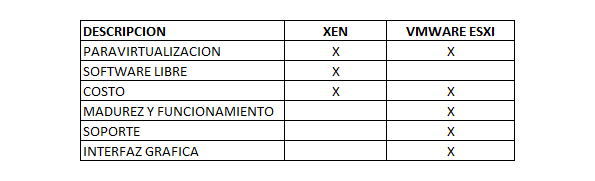 DESCRIPCION XEN VMWARE ESXI
PARAVIRTUALIZACION X X
SOFTWARE LIBRE X
COSTO X X
MADUREZ Y FUNCIONAMIENTO X
SOPORTE X
INTERFAZ GRAFICA X